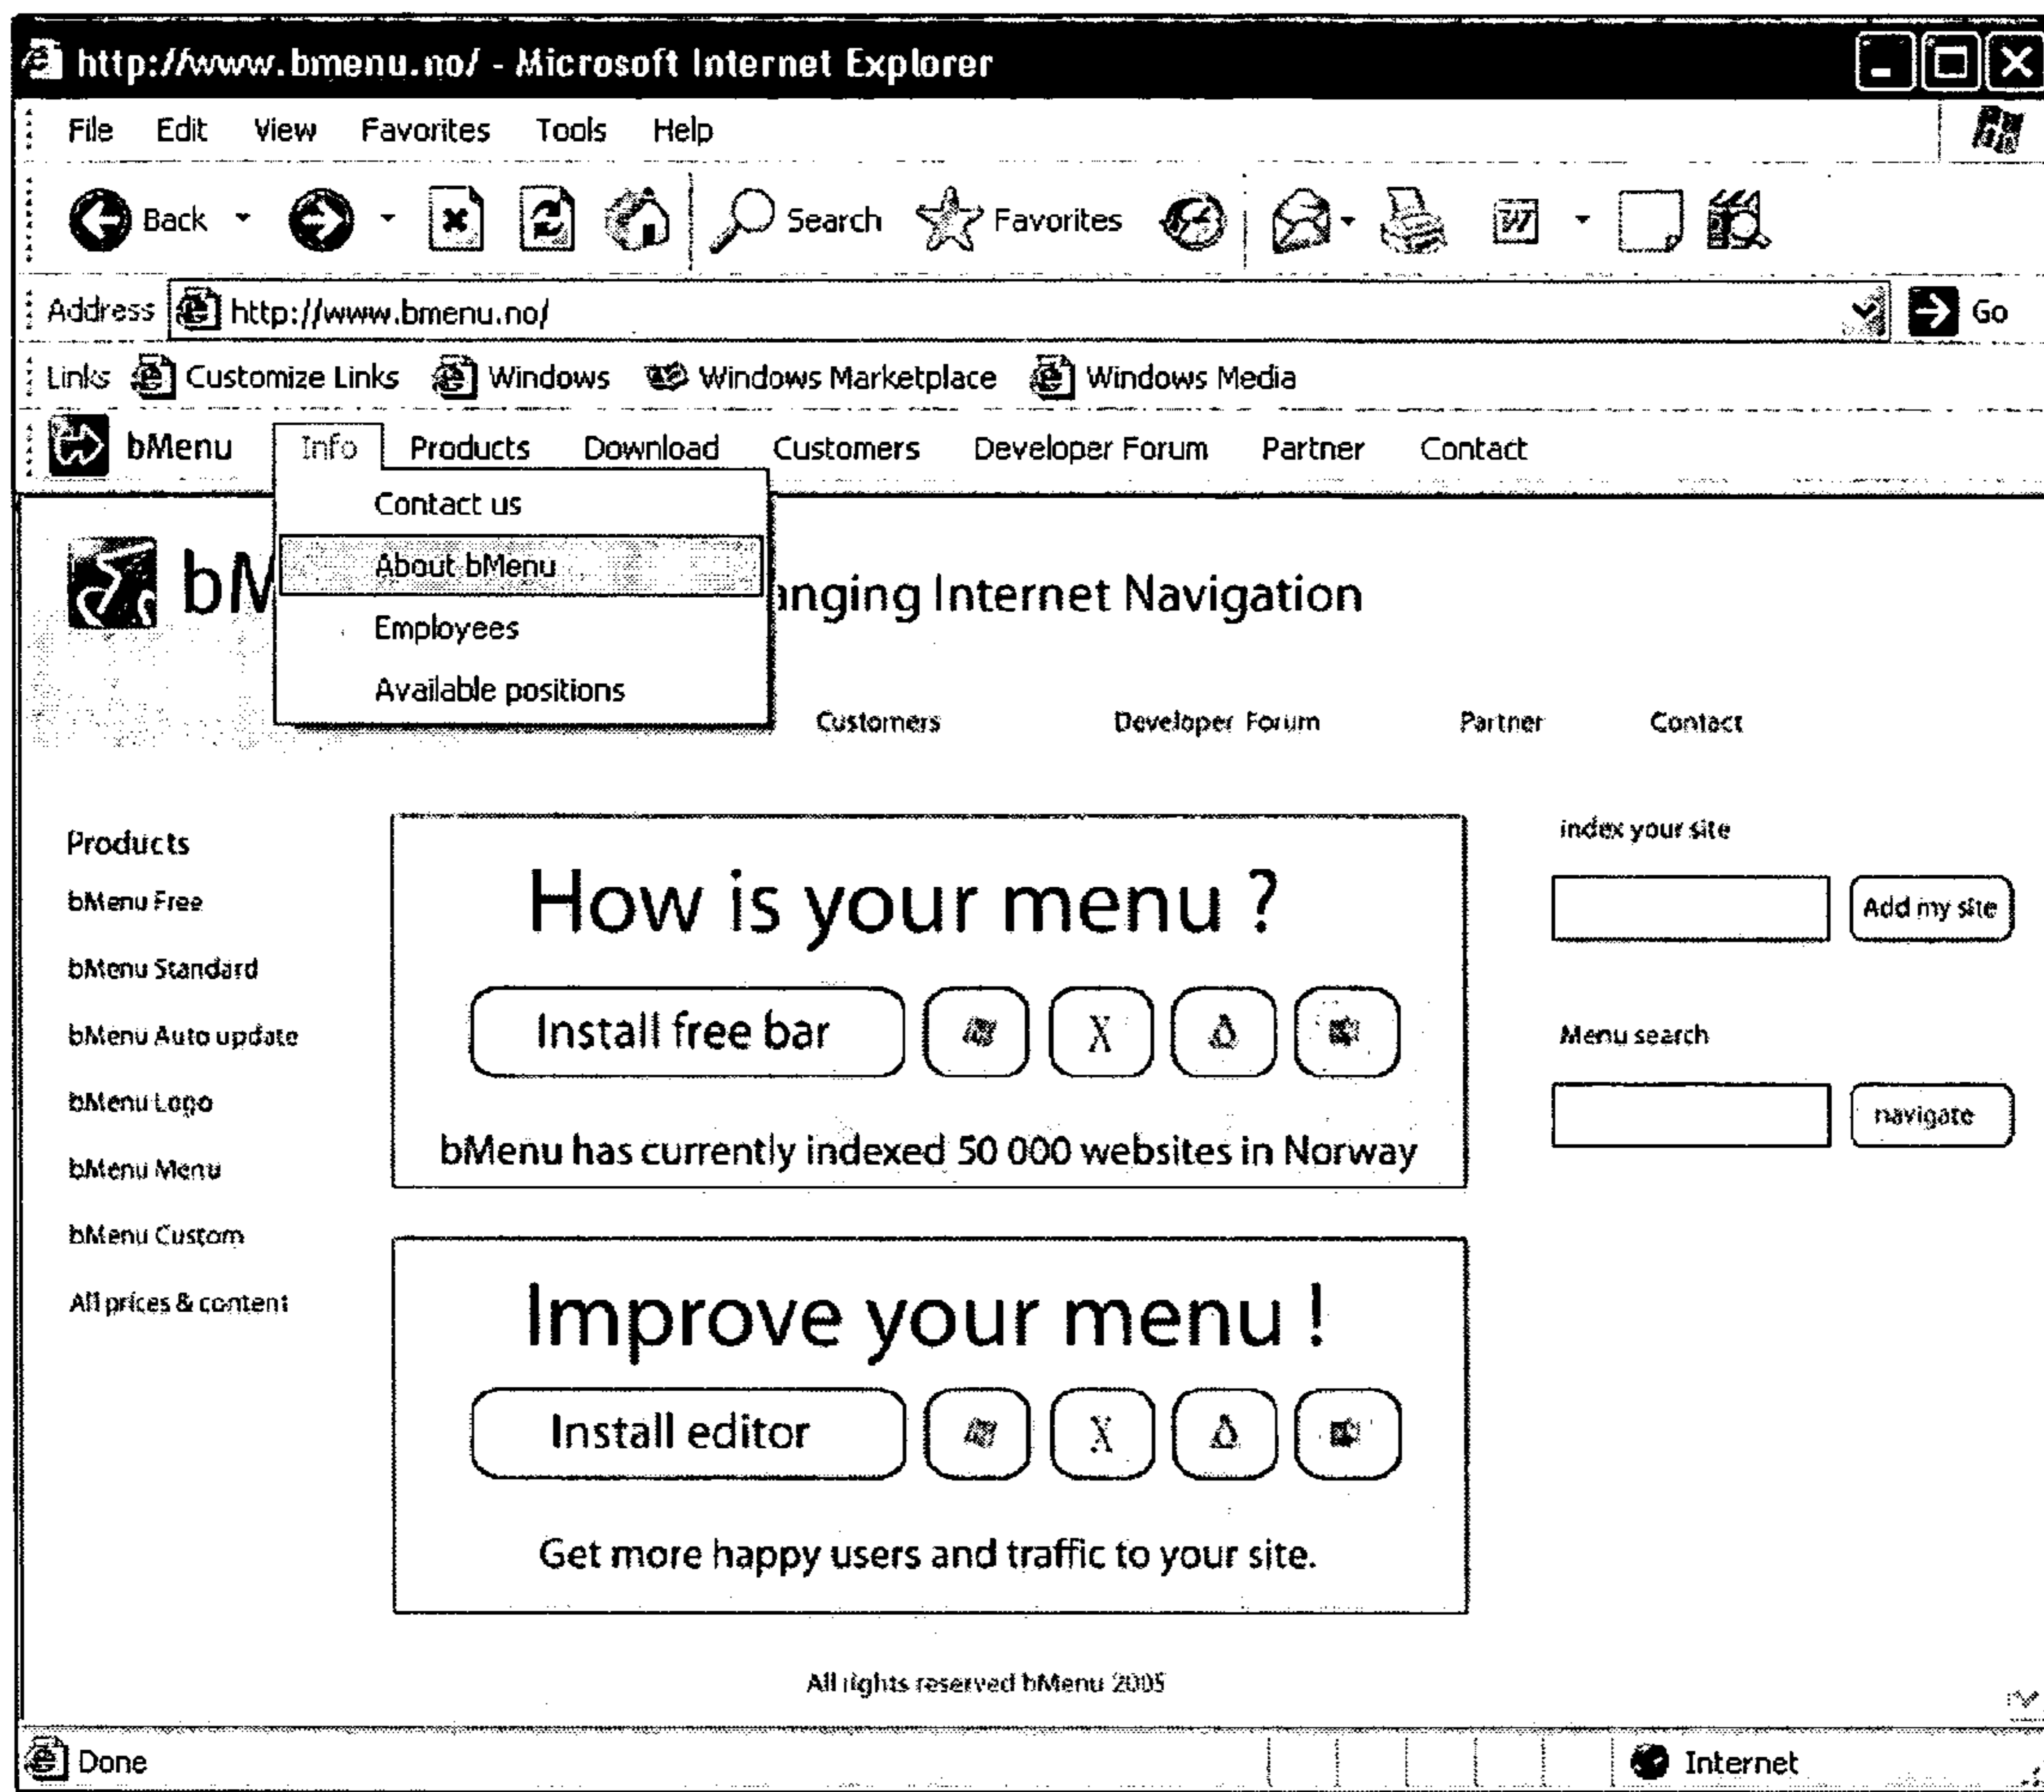 http://www.bmenu.no/ - Microsoft Internet Explorer
File Edit View Favorites Tools Help
Back Search Favorites
Address http://www.bmenu.no/ Go
Links Customize Links Windows Windows Marketplace Windows Media
bMenu Info Products Download Customers Developer Forum Partner Contact
Contact us
About bMenu
Employees
Available positions
anging Internet Navigation
Customers Developer Forum Partner Contact
Products
bMenu Free
bMenu Standard
bMenu Auto update
bMenu Logo
bMenu Menu
bMenu Custom
All prices & content
How is your menu ?
Install free bar X
bMenu has currently indexed 50 000 websites in Norway
Improve your menu !
Install editor X
Get more happy users and traffic to your site.
index your site
Add my site
Menu search
navigate
All rights reserved bMenu 2005
Done Internet